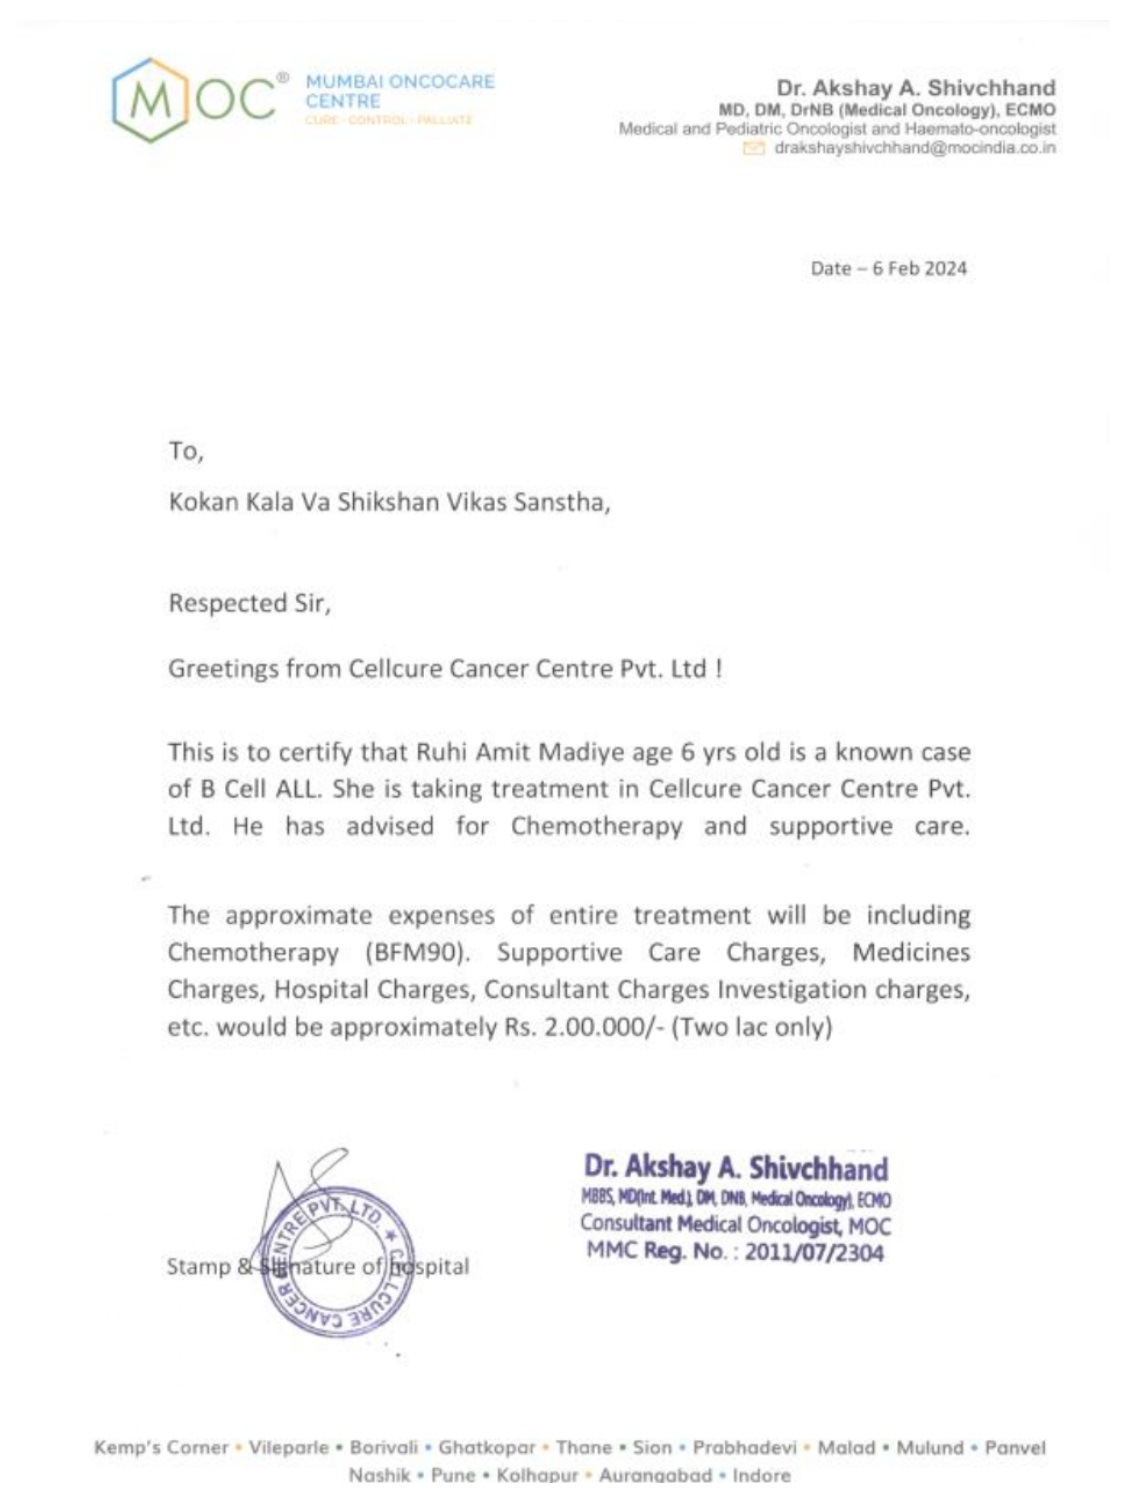 MOC® MUMBAI ONCOCARE
CENTRE
CURE · CONTROL · PALLIATE
Dr. Akshay A. Shivchhand
MD, DM, DrNB (Medical Oncology), ECMO
Medical and Pediatric Oncologist and Haemato-oncologist
drakshayshivchhand@mocindia.co.in
Date – 6 Feb 2024
To,
Kokan Kala Va Shikshan Vikas Sanstha,
Respected Sir,
Greetings from Cellcure Cancer Centre Pvt. Ltd !
This is to certify that Ruhi Amit Madiye age 6 yrs old is a known case
of B Cell ALL. She is taking treatment in Cellcure Cancer Centre Pvt.
Ltd. He has advised for Chemotherapy and supportive care.
The approximate expenses of entire treatment will be including
Chemotherapy (BFM90). Supportive Care Charges, Medicines
Charges, Hospital Charges, Consultant Charges Investigation charges,
etc. would be approximately Rs. 2.00.000/- (Two lac only)
Dr. Akshay A. Shivchhand
MBBS, MD(Int. Med.), DM, DNB, Medical Oncology), ECMO
Consultant Medical Oncologist, MOC
MMC Reg. No. : 2011/07/2304
Stamp & Signature of hospital
CELLCURE CANCER CENTRE PVT. LTD. ★
Kemp's Corner • Vileparle • Borivali • Ghatkopar • Thane • Sion • Prabhadevi • Malad • Mulund • Panvel
Nashik • Pune • Kolhapur • Aurangabad • Indore